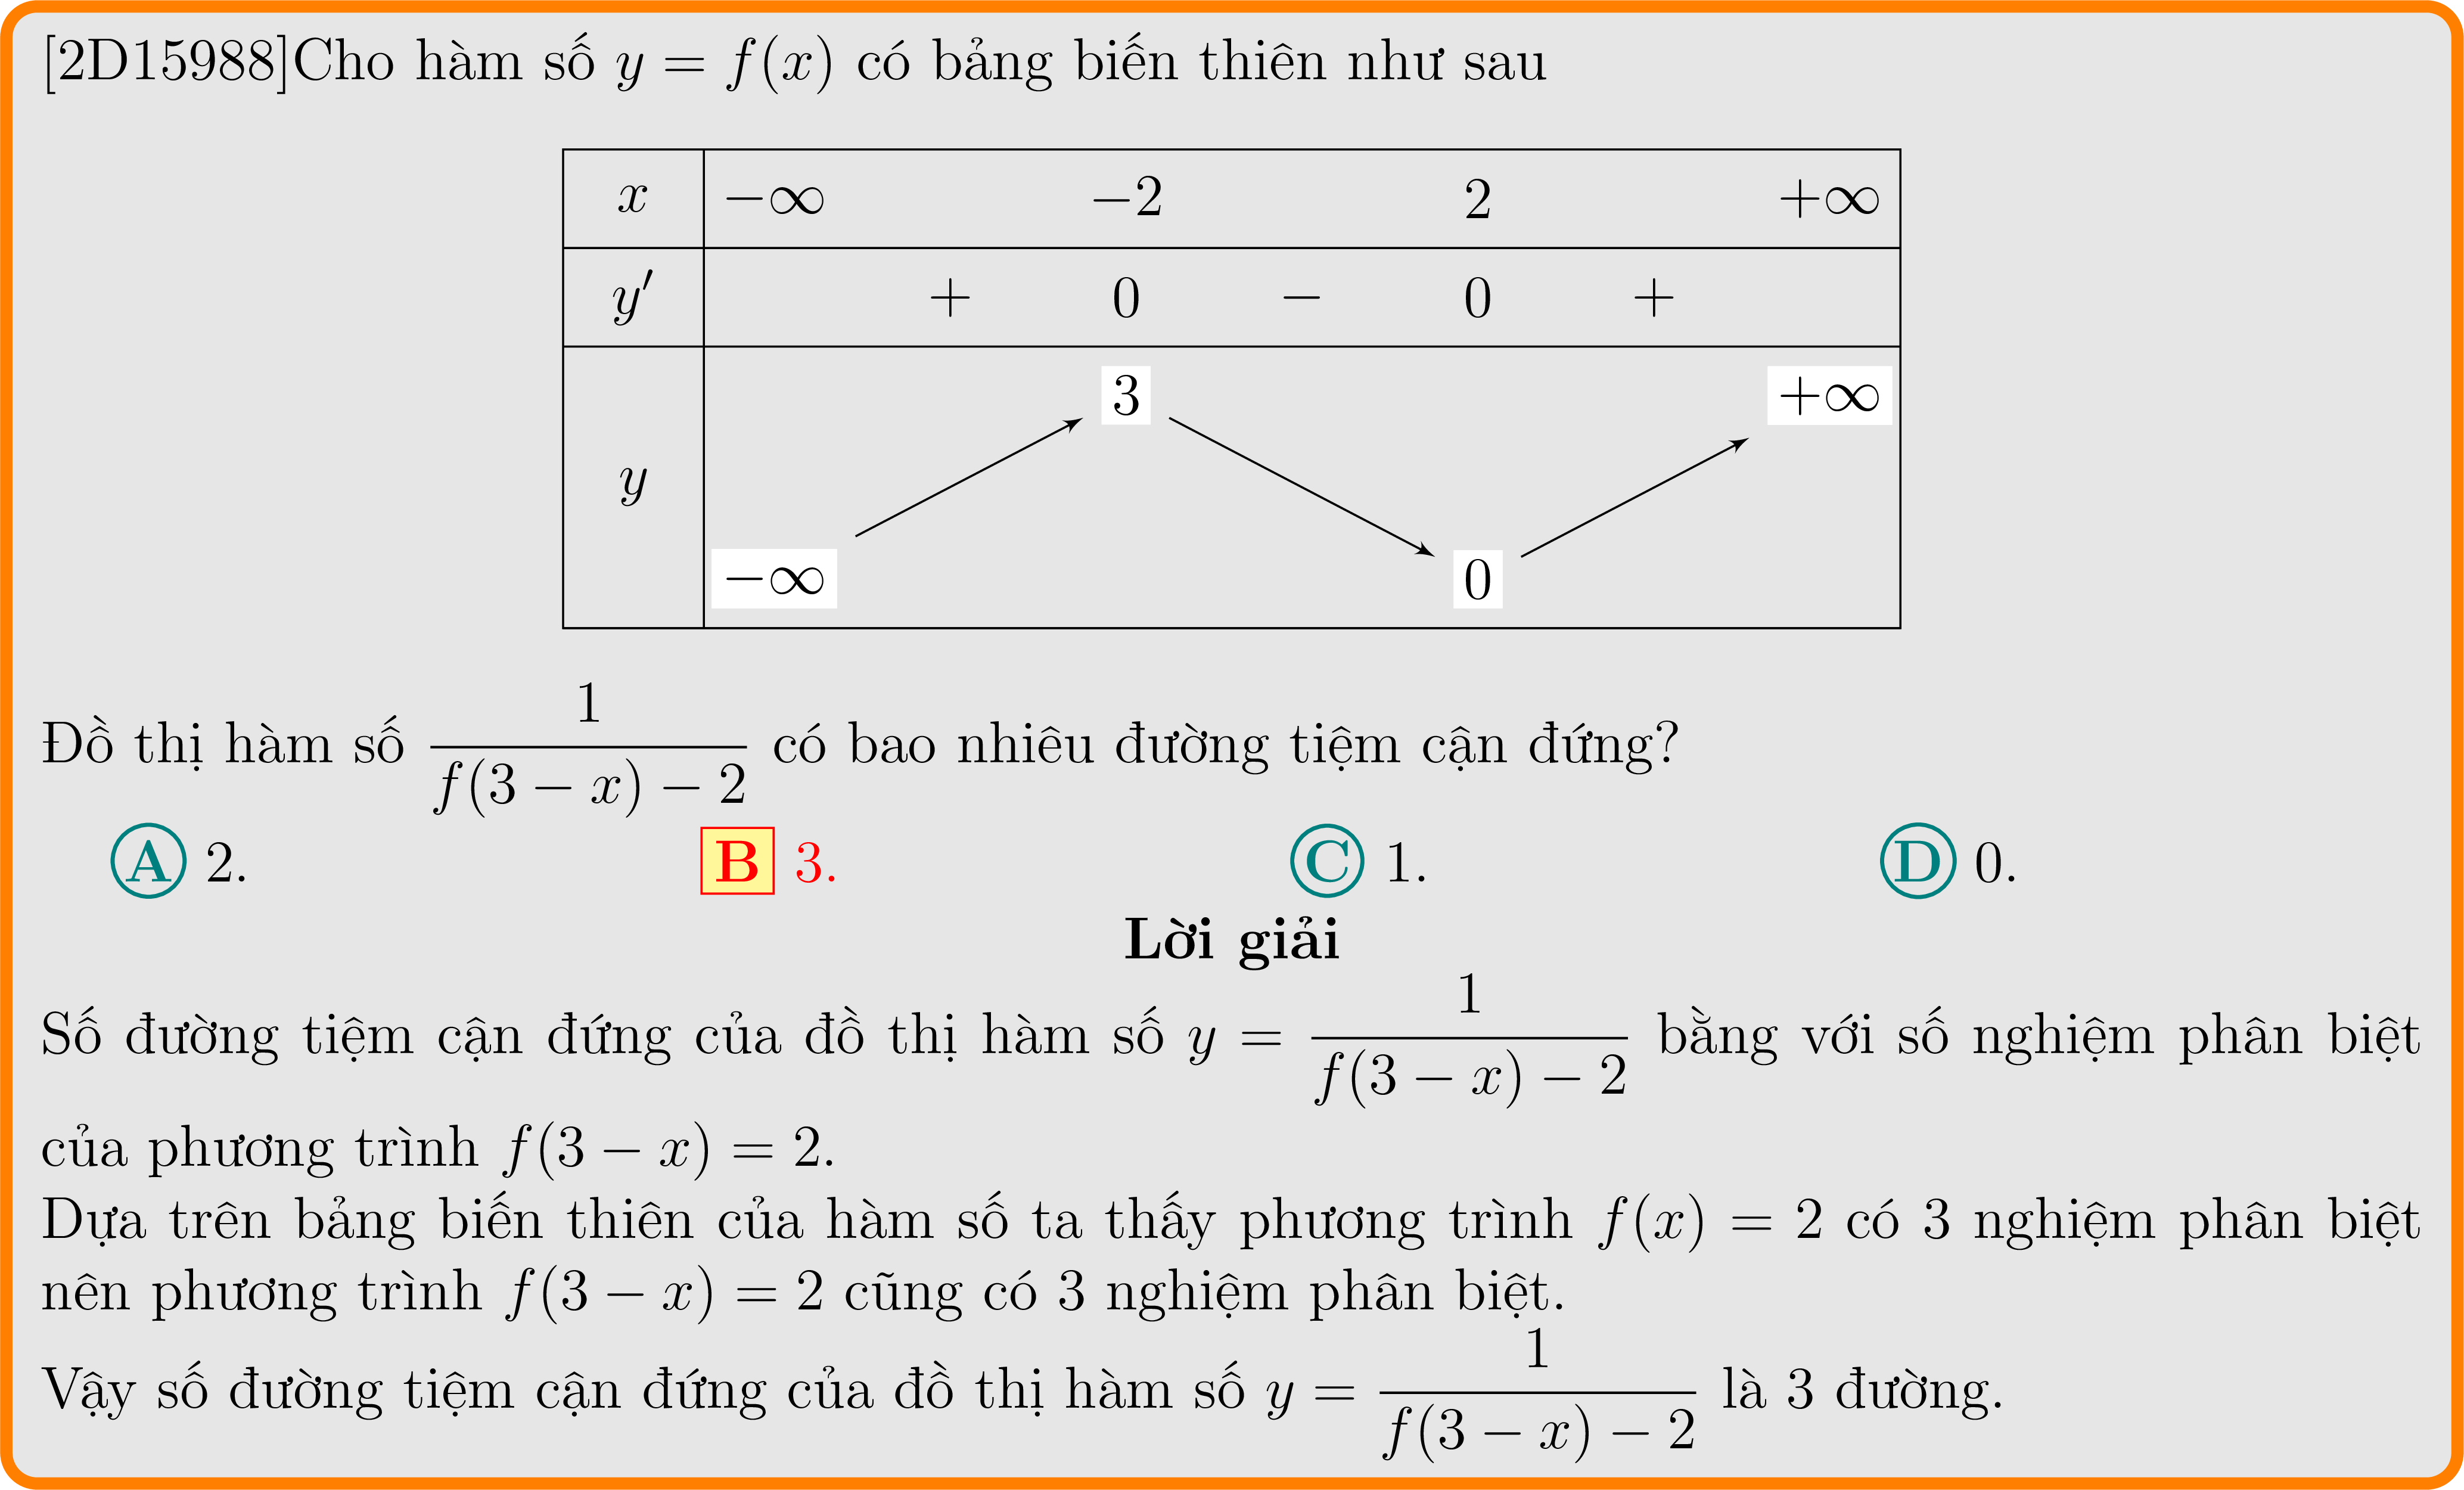 [2D15988]Cho hàm số y = f(x) có bảng biến thiên như sau
x −∞ −2 2 +∞
y′ + 0 − 0 +
y −∞ 3 0 +∞
Đồ thị hàm số \frac{1}{f(3 − x) − 2} có bao nhiêu đường tiệm cận đứng?
A 2. B 3. C 1. D 0.
Lời giải
Số đường tiệm cận đứng của đồ thị hàm số y = \frac{1}{f(3 − x) − 2} bằng với số nghiệm phân biệt
của phương trình f(3 − x) = 2.
Dựa trên bảng biến thiên của hàm số ta thấy phương trình f(x) = 2 có 3 nghiệm phân biệt
nên phương trình f(3 − x) = 2 cũng có 3 nghiệm phân biệt.
Vậy số đường tiệm cận đứng của đồ thị hàm số y = \frac{1}{f(3 − x) − 2} là 3 đường.